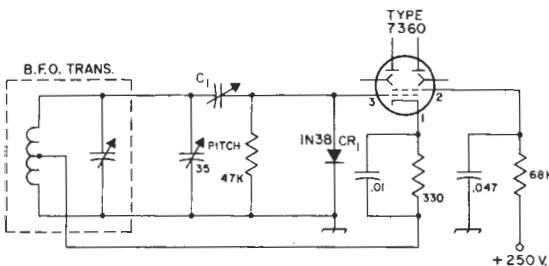 TYPE
7360
B.F.O. TRANS.
C1
3
2
1
PITCH
35
47K
1N38 CR1
.01
330
.047
68K
+250 V.